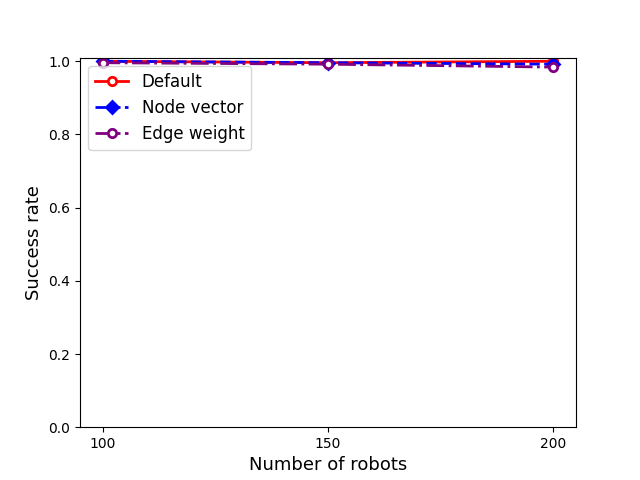 1.0
0.8
0.6
0.4
0.2
0.0
Success rate
Default
Node vector
Edge weight
100 150 200
Number of robots